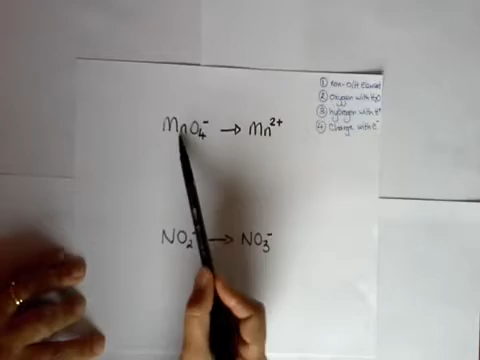 ① Non-O/H Element
② Oxygen with H₂O
③ hydrogen with H⁺
④ Charge with e⁻
MnO₄⁻ → Mn²⁺
NO₂⁻ → NO₃⁻